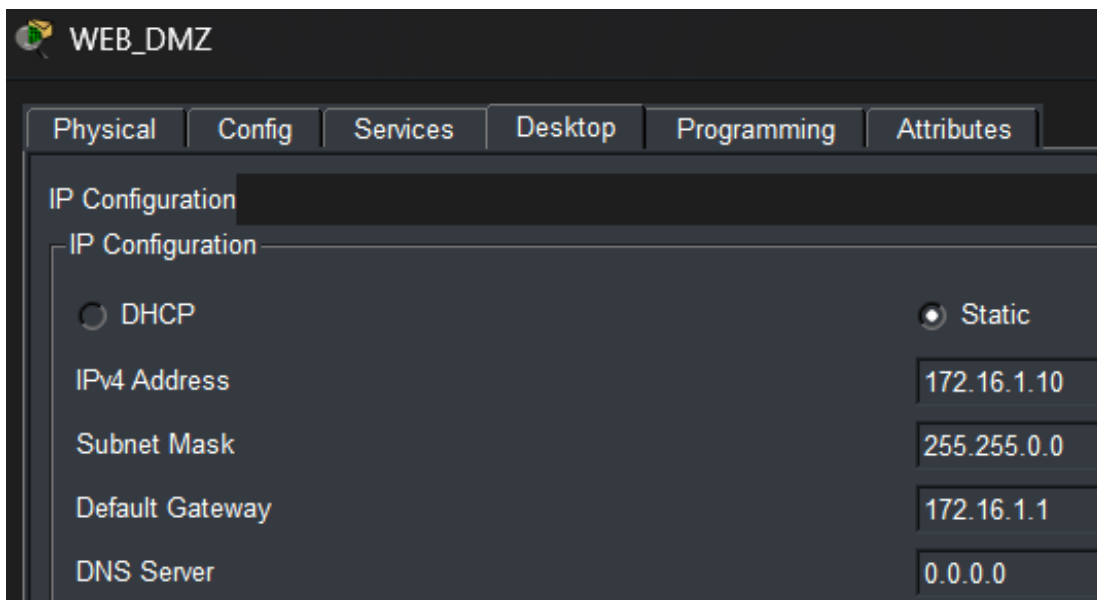 WEB_DMZ
Physical Config Services Desktop Programming Attributes
IP Configuration
IP Configuration
DHCP Static
IPv4 Address 172.16.1.10
Subnet Mask 255.255.0.0
Default Gateway 172.16.1.1
DNS Server 0.0.0.0